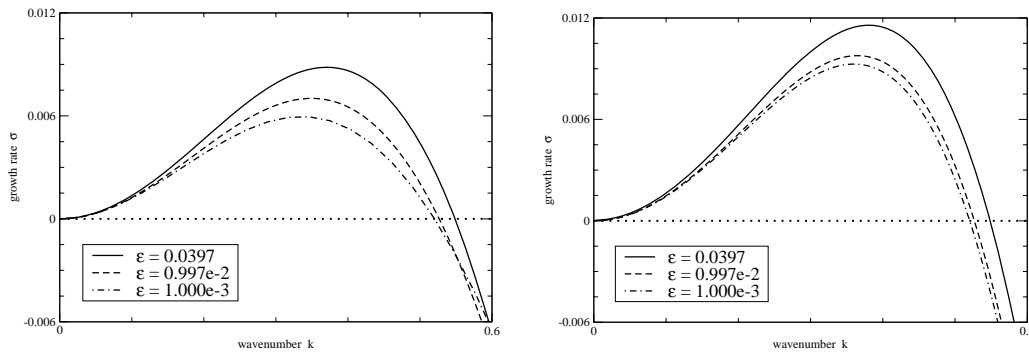 0.012
0.006
0
-0.006
growth rate σ
ε = 0.0397
ε = 0.997e-2
ε = 1.000e-3
0
0.6
wavenumber k
0.012
0.006
0
-0.006
growth rate σ
ε = 0.0397
ε = 0.997e-2
ε = 1.000e-3
0
wavenumber k